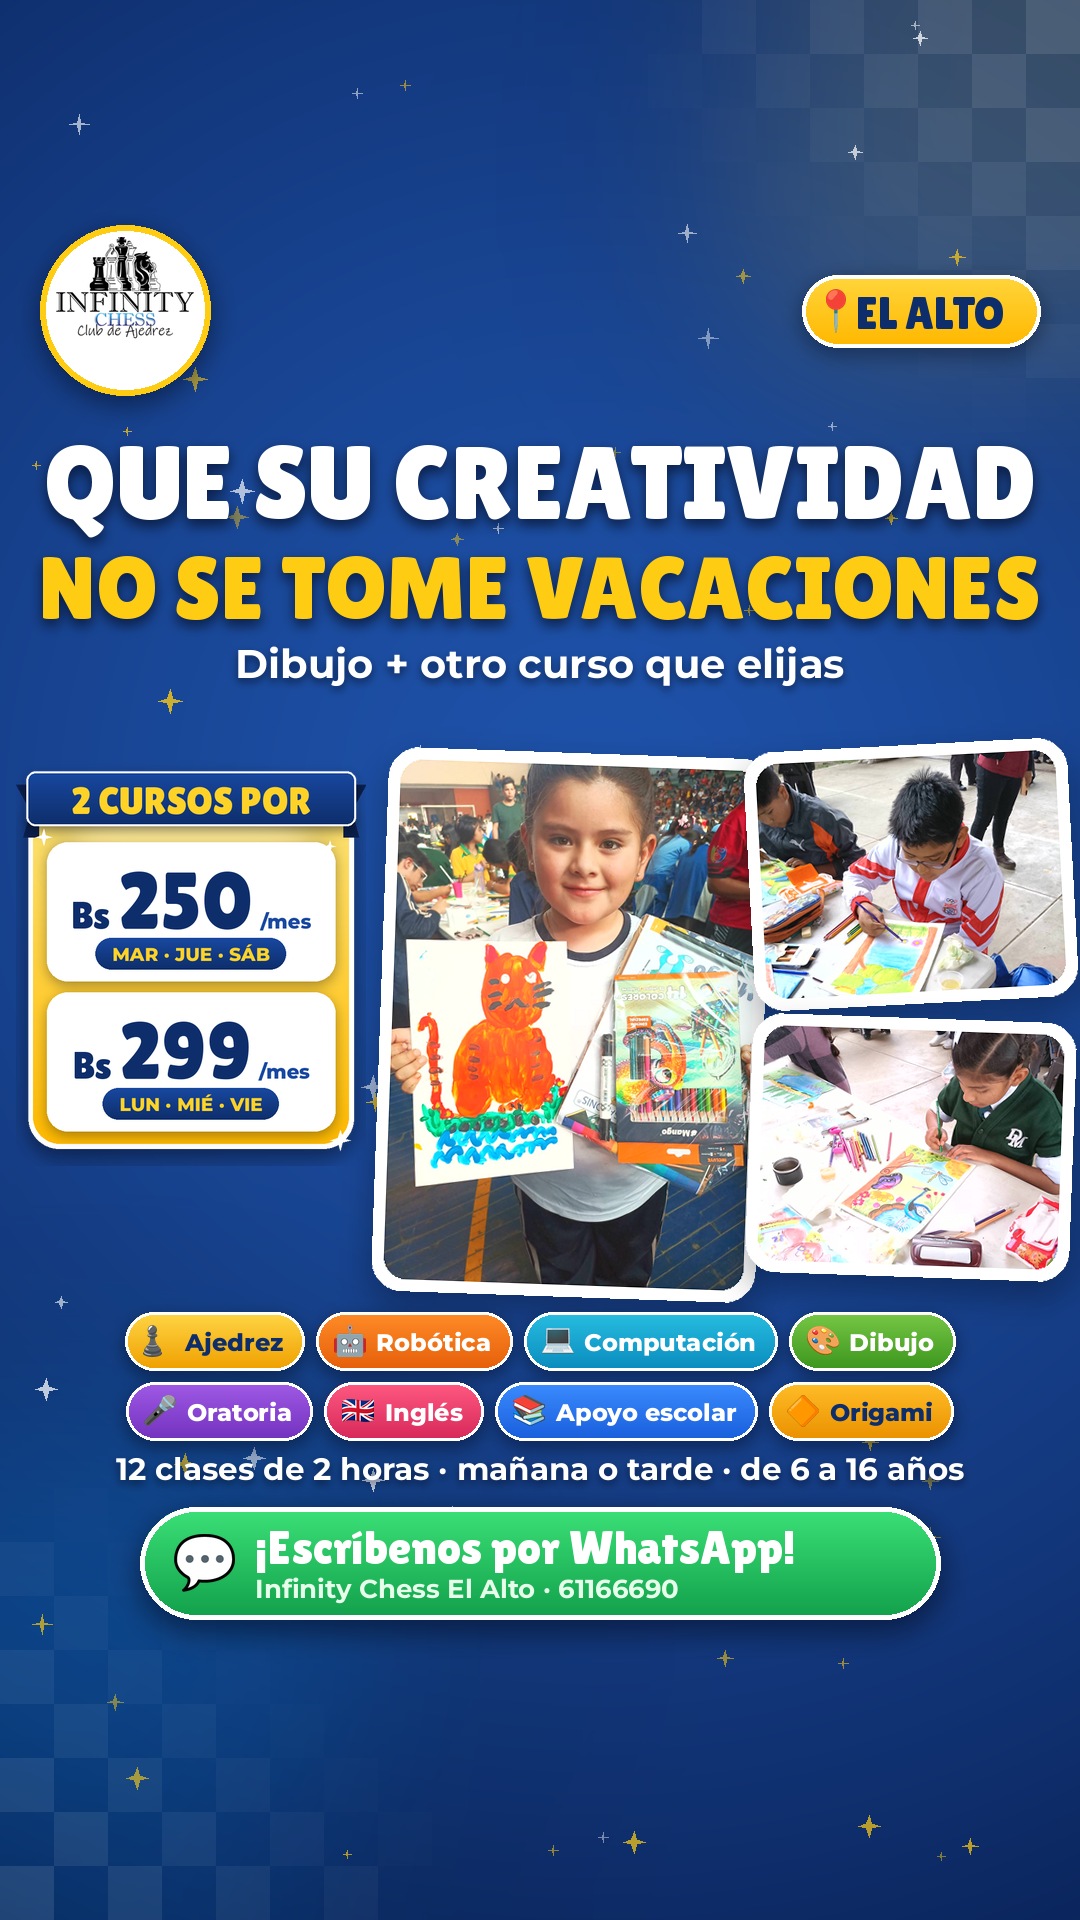 INFINITY
CHESS
Club de Ajedrez
EL ALTO
QUE SU CREATIVIDAD
NO SE TOME VACACIONES
Dibujo + otro curso que elijas
2 CURSOS POR
Bs 250 /mes
MAR · JUE · SÁB
Bs 299 /mes
LUN · MIÉ · VIE
Ajedrez
Robótica
Computación
Dibujo
Oratoria
Inglés
Apoyo escolar
Origami
12 clases de 2 horas · mañana o tarde · de 6 a 16 años
¡Escríbenos por WhatsApp!
Infinity Chess El Alto · 61166690
COLORES
Mango
DM